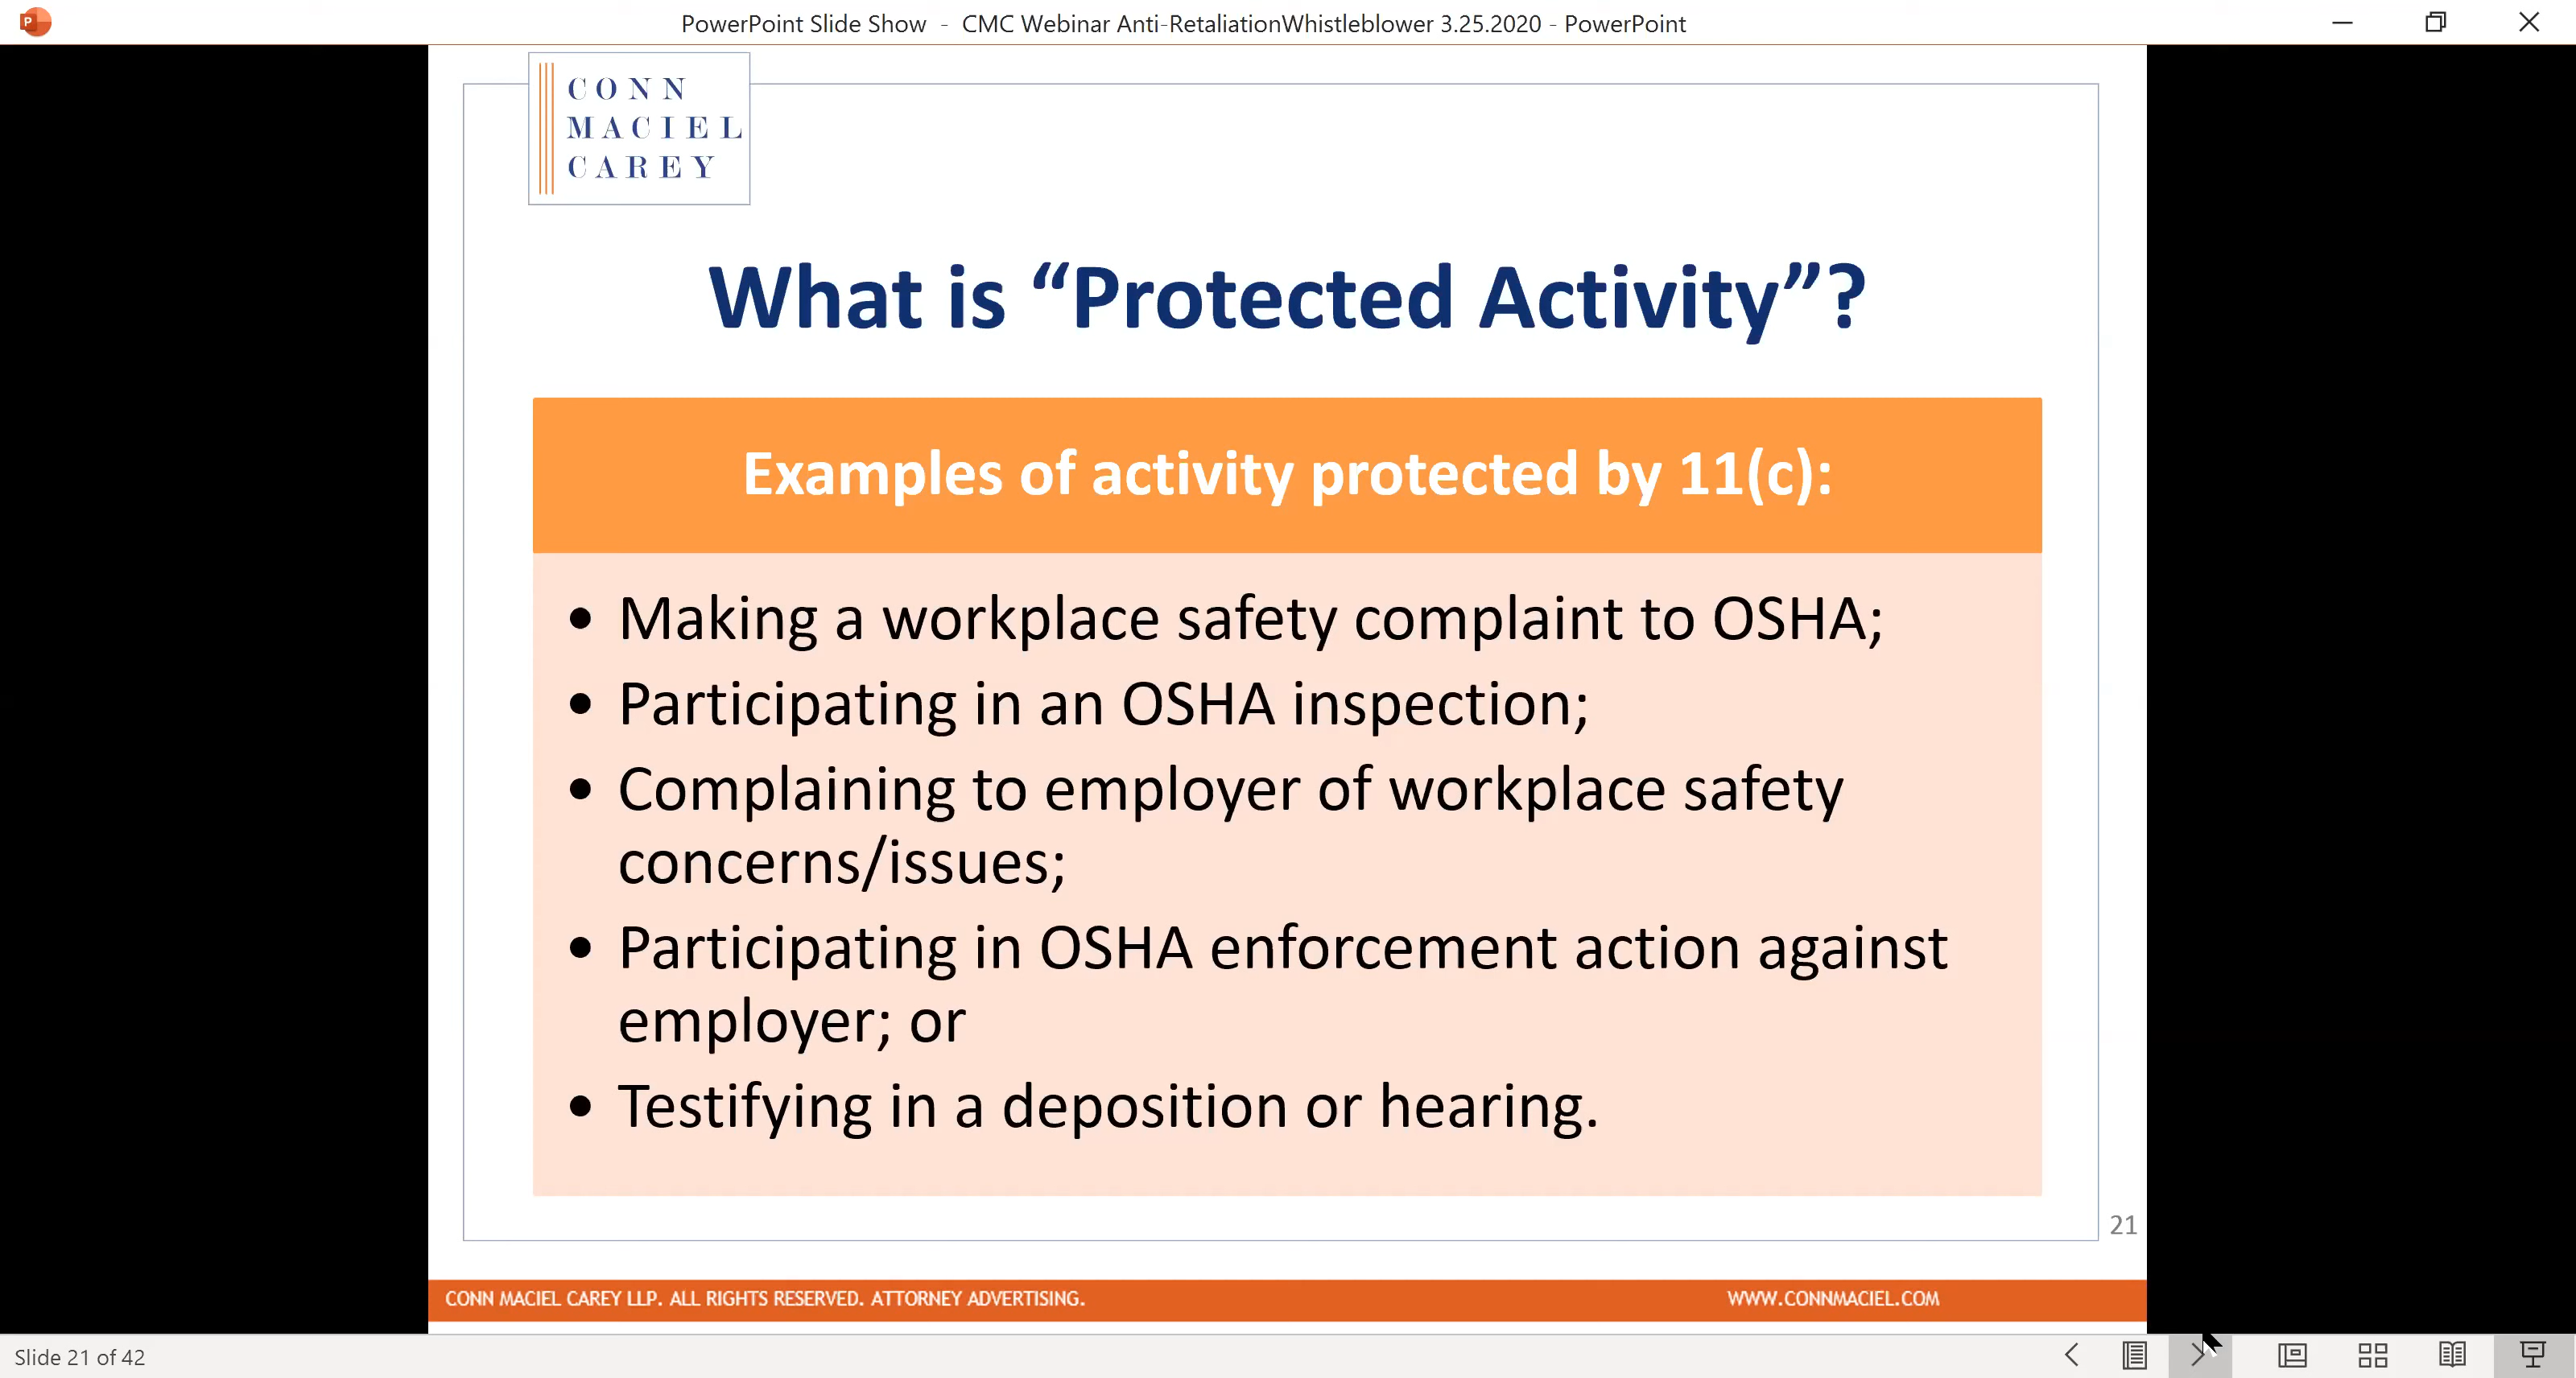 PowerPoint Slide Show - CMC Webinar Anti-RetaliationWhistleblower 3.25.2020 - PowerPoint
CONN
MACIEL
CAREY
What is “Protected Activity”?
Examples of activity protected by 11(c):
• Making a workplace safety complaint to OSHA;
• Participating in an OSHA inspection;
• Complaining to employer of workplace safety
concerns/issues;
• Participating in OSHA enforcement action against
employer; or
• Testifying in a deposition or hearing.
21
CONN MACIEL CAREY LLP. ALL RIGHTS RESERVED. ATTORNEY ADVERTISING.
WWW.CONNMACIEL.COM
Slide 21 of 42